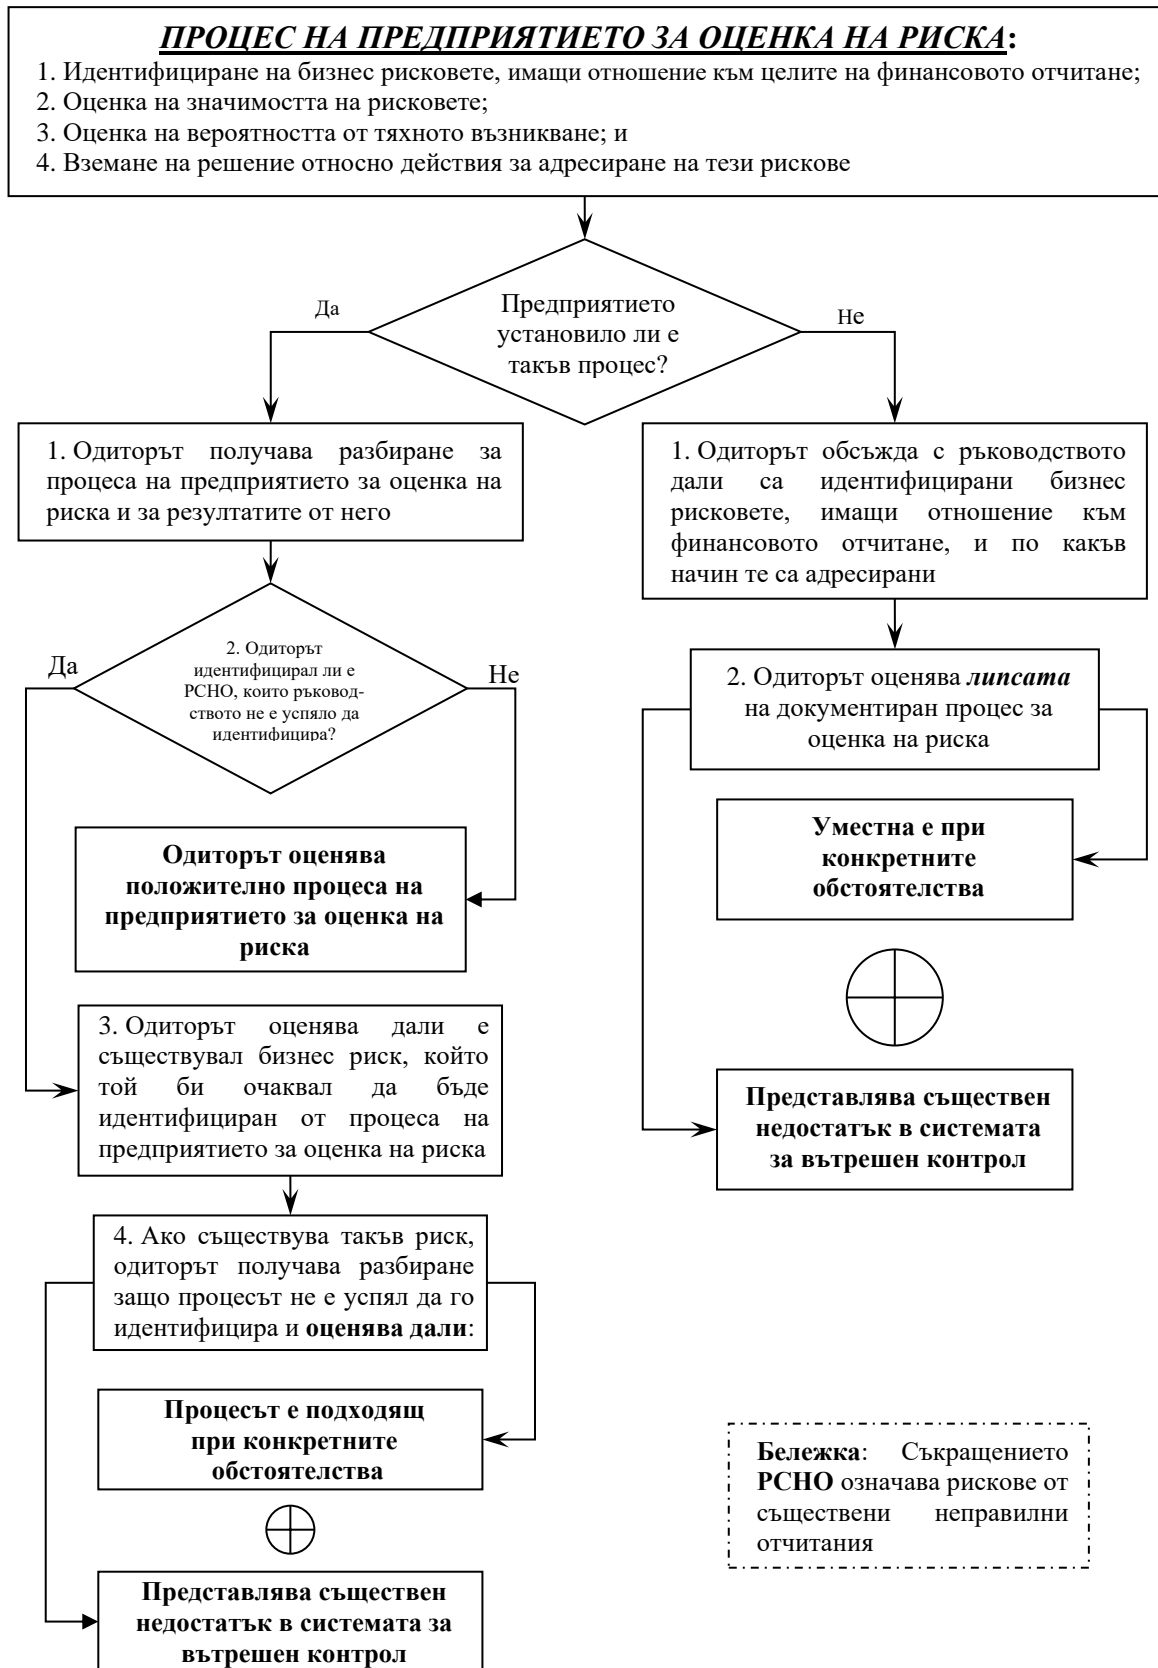 ПРОЦЕС НА ПРЕДПРИЯТИЕТО ЗА ОЦЕНКА НА РИСКА:
1. Идентифициране на бизнес рисковете, имащи отношение към целите на финансовото отчитане;
2. Оценка на значимостта на рисковете;
3. Оценка на вероятността от тяхното възникване; и
4. Вземане на решение относно действия за адресиране на тези рискове
Предприятието
установило ли е
такъв процес?
Да
Не
1. Одиторът получава разбиране за
процеса на предприятието за оценка на
риска и за резултатите от него
2. Одиторът
идентифицирал ли е
РСНО, които ръковод-
ството не е успяло да
идентифицира?
Да
Не
Одиторът оценява
положително процеса на
предприятието за оценка на
риска
3. Одиторът оценява дали е
съществувал бизнес риск, който
той би очаквал да бъде
идентифициран от процеса на
предприятието за оценка на риска
4. Ако съществува такъв риск,
одиторът получава разбиране
защо процесът не е успял да го
идентифицира и оценява дали:
Процесът е подходящ
при конкретните
обстоятелства
Представлява съществен
недостатък в системата за
вътрешен контрол
1. Одиторът обсъжда с ръководството
дали са идентифицирани бизнес
рисковете, имащи отношение към
финансовото отчитане, и по какъв
начин те са адресирани
2. Одиторът оценява липсата
на документиран процес за
оценка на риска
Уместна е при
конкретните
обстоятелства
Представлява съществен
недостатък в системата
за вътрешен контрол
Бележка: Съкращението
РСНО означава рискове от
съществени неправилни
отчитания